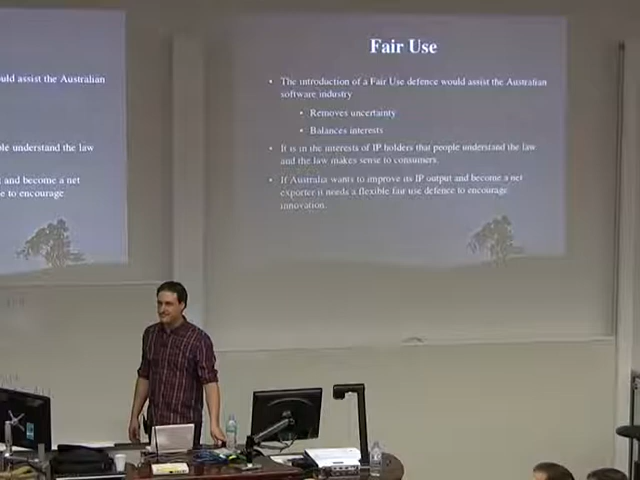 uld assist the Australian
ple understand the law
t and become a net
e to encourage
Fair Use
• The introduction of a Fair Use defence would assist the Australian
software industry
• Removes uncertainty
• Balances interests
• It is in the interests of IP holders that people understand the law
and the law makes sense to consumers.
• If Australia wants to improve its IP output and become a net
exporter it needs a flexible fair use defence to encourage
innovation.